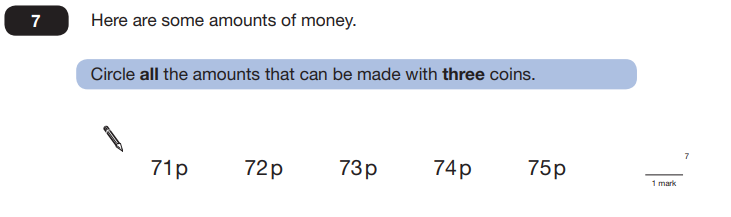 7 Here are some amounts of money.
Circle all the amounts that can be made with three coins.
71p 72p 73p 74p 75p
7
1 mark